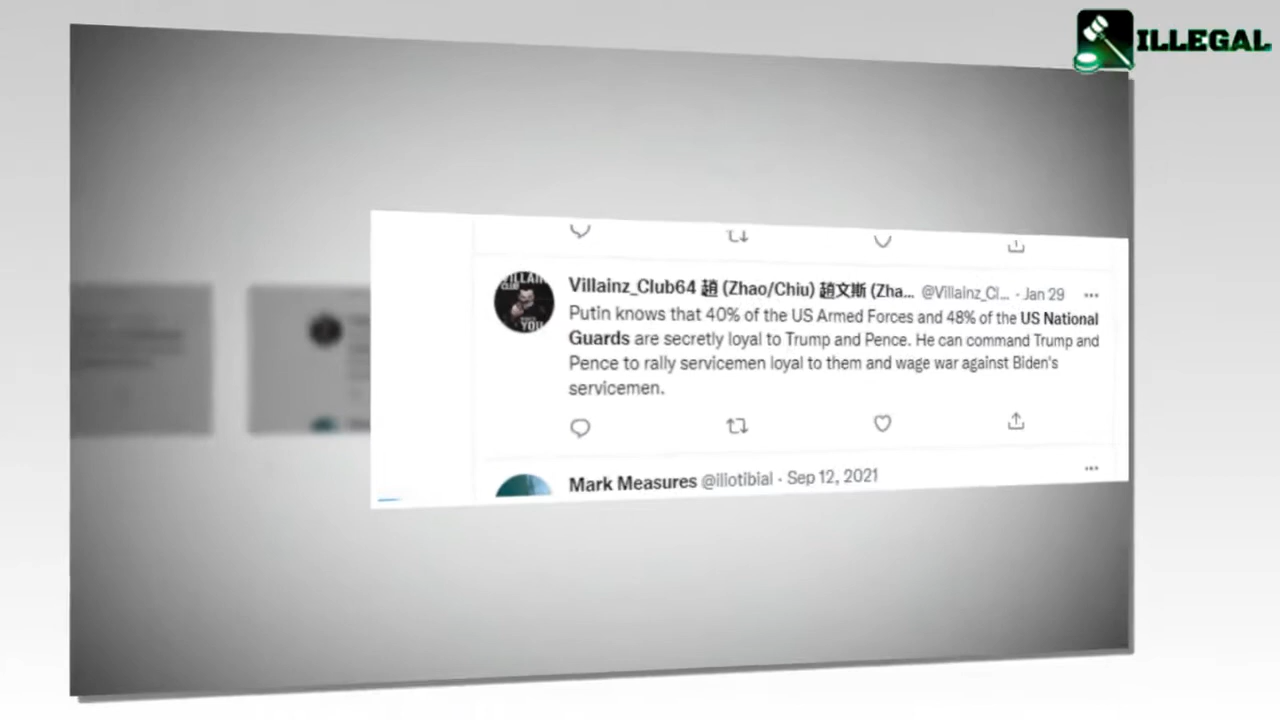 ILLEGAL
Villainz_Club64 趙 (Zhao/Chiu) 趙文斯 (Zha... @Villainz_Cl... · Jan 29
Putin knows that 40% of the US Armed Forces and 48% of the US National
Guards are secretly loyal to Trump and Pence. He can command Trump and
Pence to rally servicemen loyal to them and wage war against Biden's
servicemen.
Mark Measures @iliotibial · Sep 12, 2021